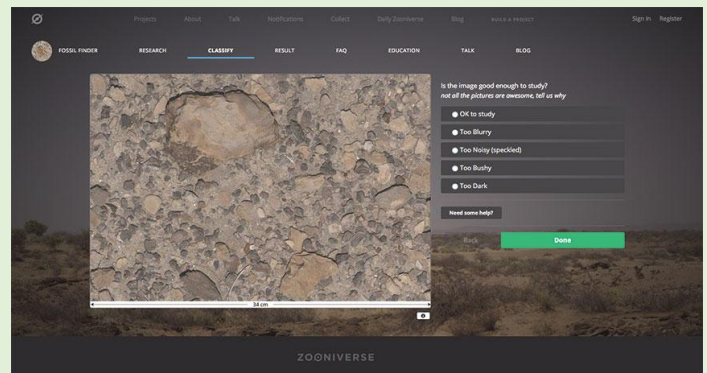 Projects About Talk Notifications Collect Daily Zooniverse Blog BUILD A PROJECT Sign In Register
FOSSIL FINDER RESEARCH CLASSIFY RESULT FAQ EDUCATION TALK BLOG
Is the image good enough to study?
not all the pictures are awesome, tell us why
OK to study
Too Blurry
Too Noisy (speckled)
Too Bushy
Too Dark
Need some help?
Back Done
34 cm
ZOONIVERSE